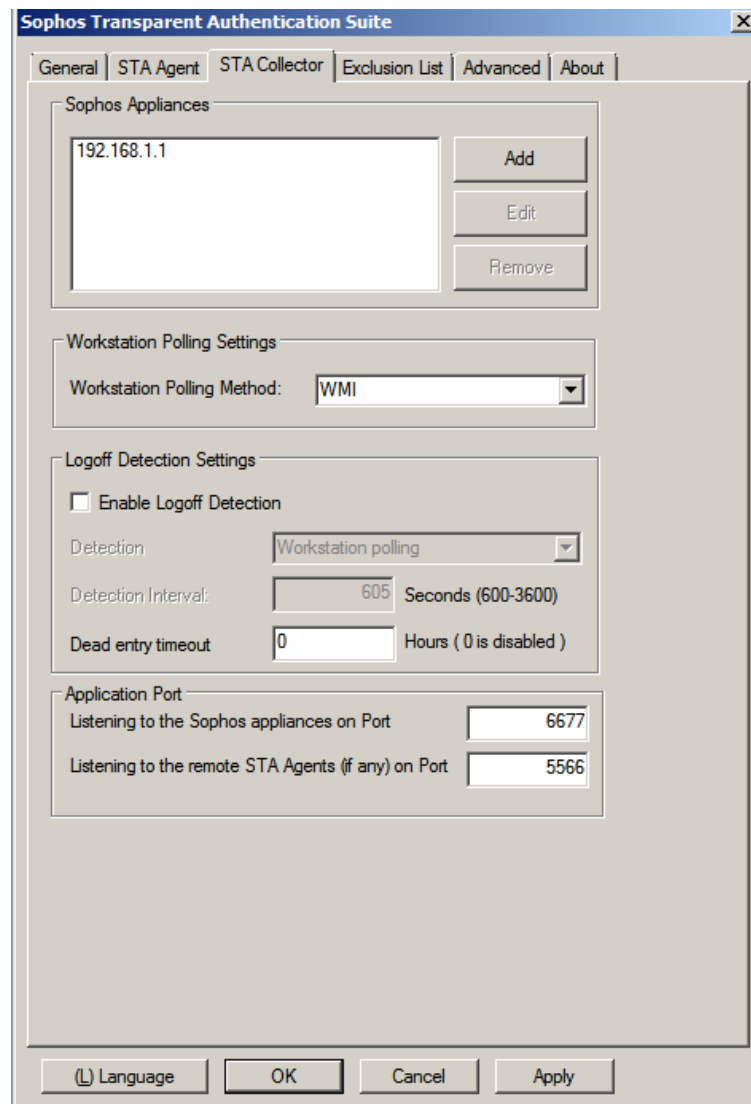 Sophos Transparent Authentication Suite
General STA Agent STA Collector Exclusion List Advanced About
Sophos Appliances
192.168.1.1
Add
Edit
Remove
Workstation Polling Settings
Workstation Polling Method: WMI
Logoff Detection Settings
Enable Logoff Detection
Detection Workstation polling
Detection Interval: 605 Seconds (600-3600)
Dead entry timeout 0 Hours ( 0 is disabled )
Application Port
Listening to the Sophos appliances on Port 6677
Listening to the remote STA Agents (if any) on Port 5566
(L) Language OK Cancel Apply